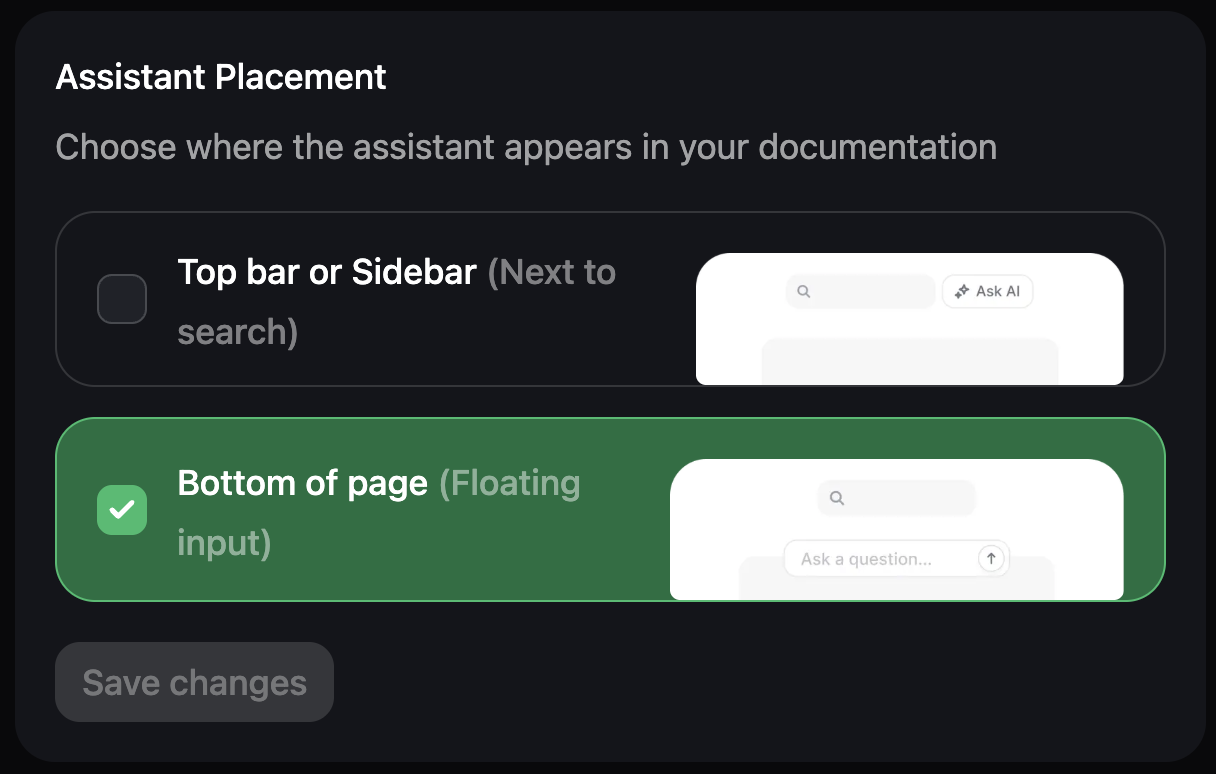 Assistant Placement
Choose where the assistant appears in your documentation
Top bar or Sidebar (Next to
search)
Ask AI
Bottom of page (Floating
input)
Ask a question...
Save changes